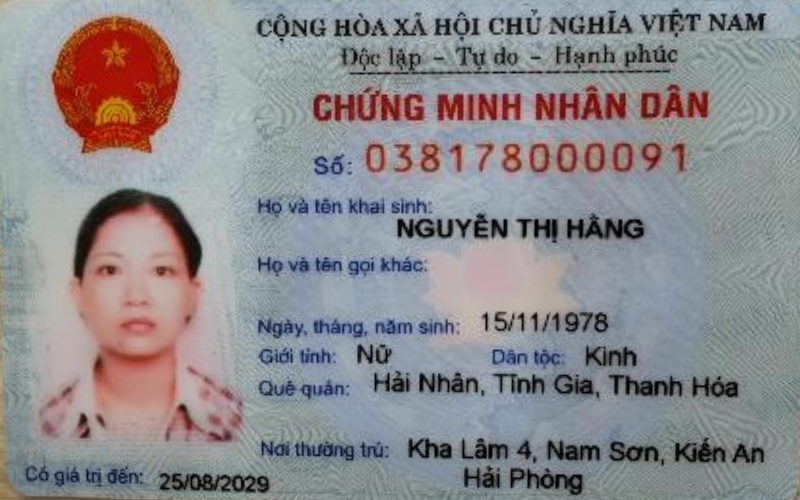 CỘNG HÒA XÃ HỘI CHỦ NGHĨA VIỆT NAM
Độc lập - Tự do - Hạnh phúc
CHỨNG MINH NHÂN DÂN
Số: 038178000091
Họ và tên khai sinh:
NGUYỄN THỊ HẰNG
Họ và tên gọi khác:
Ngày, tháng, năm sinh: 15/11/1978
Giới tính: Nữ Dân tộc: Kinh
Quê quán: Hải Nhân, Tĩnh Gia, Thanh Hóa
Nơi thường trú: Kha Lâm 4, Nam Sơn, Kiến An
Hải Phòng
Có giá trị đến: 25/08/2029